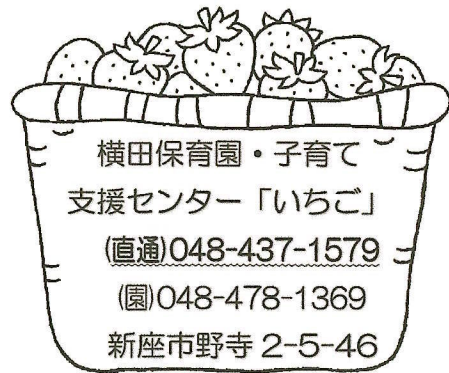 横田保育園・子育て
支援センター「いちご」
(直通)048-437-1579
(園)048-478-1369
新座市野寺 2-5-46